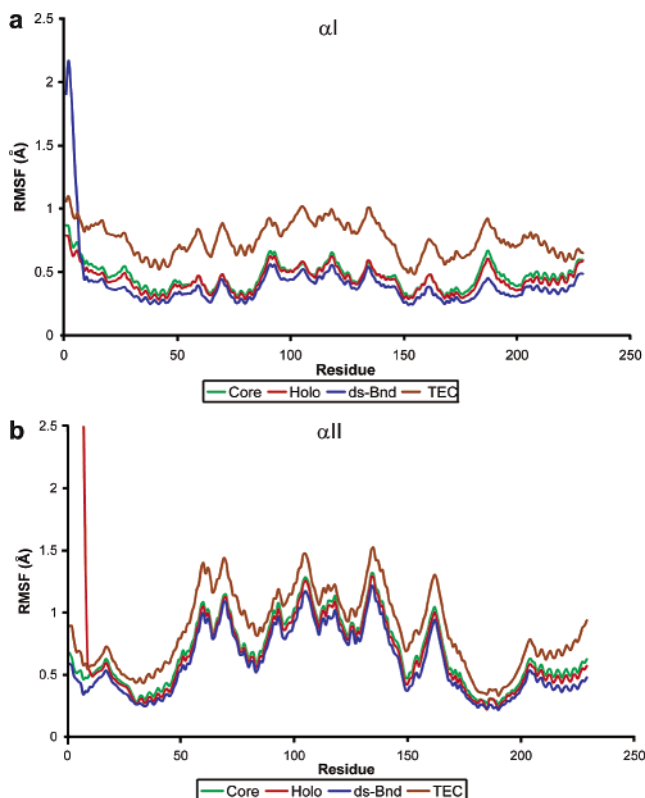 a
αI
2.5
2
1.5
1
0.5
0
RMSF (Å)
0 50 100 150 200 250
Residue
Core Holo ds-Bnd TEC
b
αII
2.5
2
1.5
1
0.5
0
RMSF (Å)
0 50 100 150 200 250
Residue
Core Holo ds-Bnd TEC